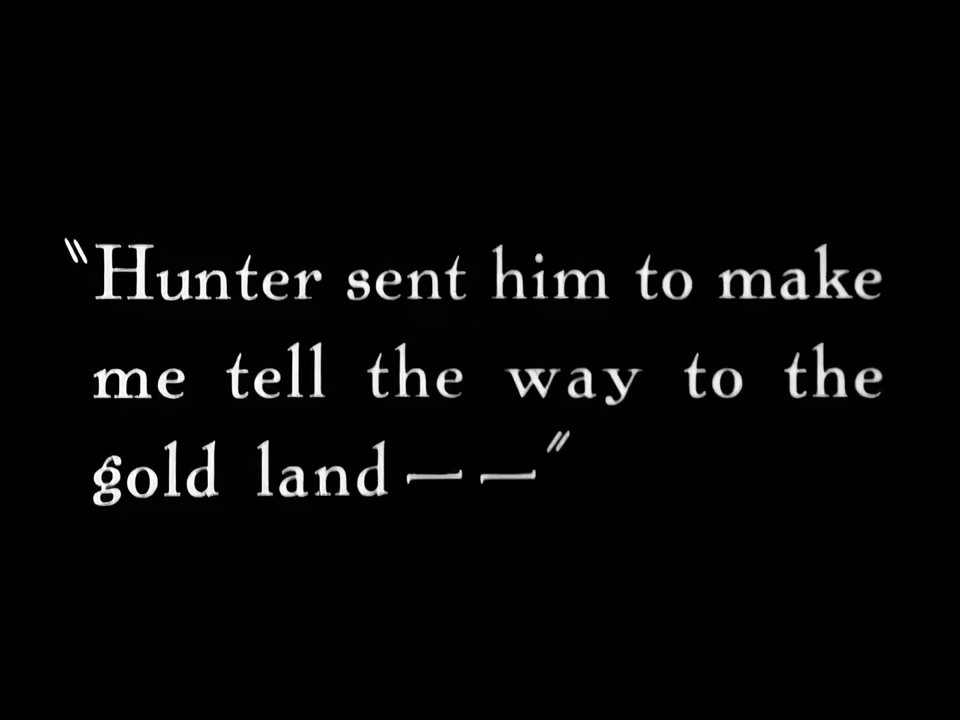 "Hunter sent him to make
me tell the way to the
gold land — —"